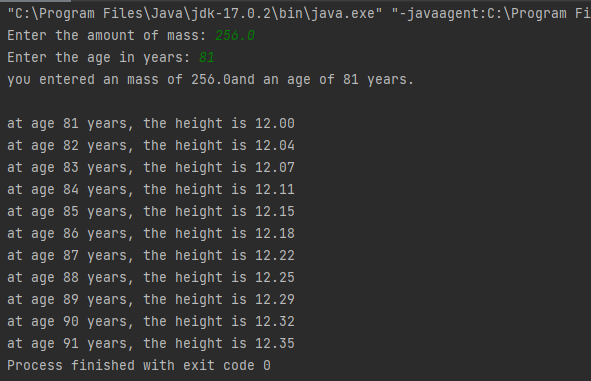 "C:\Program Files\Java\jdk-17.0.2\bin\java.exe" "-javaagent:C:\Program Fi
Enter the amount of mass: 256.0
Enter the age in years: 81
you entered an mass of 256.0and an age of 81 years.
at age 81 years, the height is 12.00
at age 82 years, the height is 12.04
at age 83 years, the height is 12.07
at age 84 years, the height is 12.11
at age 85 years, the height is 12.15
at age 86 years, the height is 12.18
at age 87 years, the height is 12.22
at age 88 years, the height is 12.25
at age 89 years, the height is 12.29
at age 90 years, the height is 12.32
at age 91 years, the height is 12.35
Process finished with exit code 0